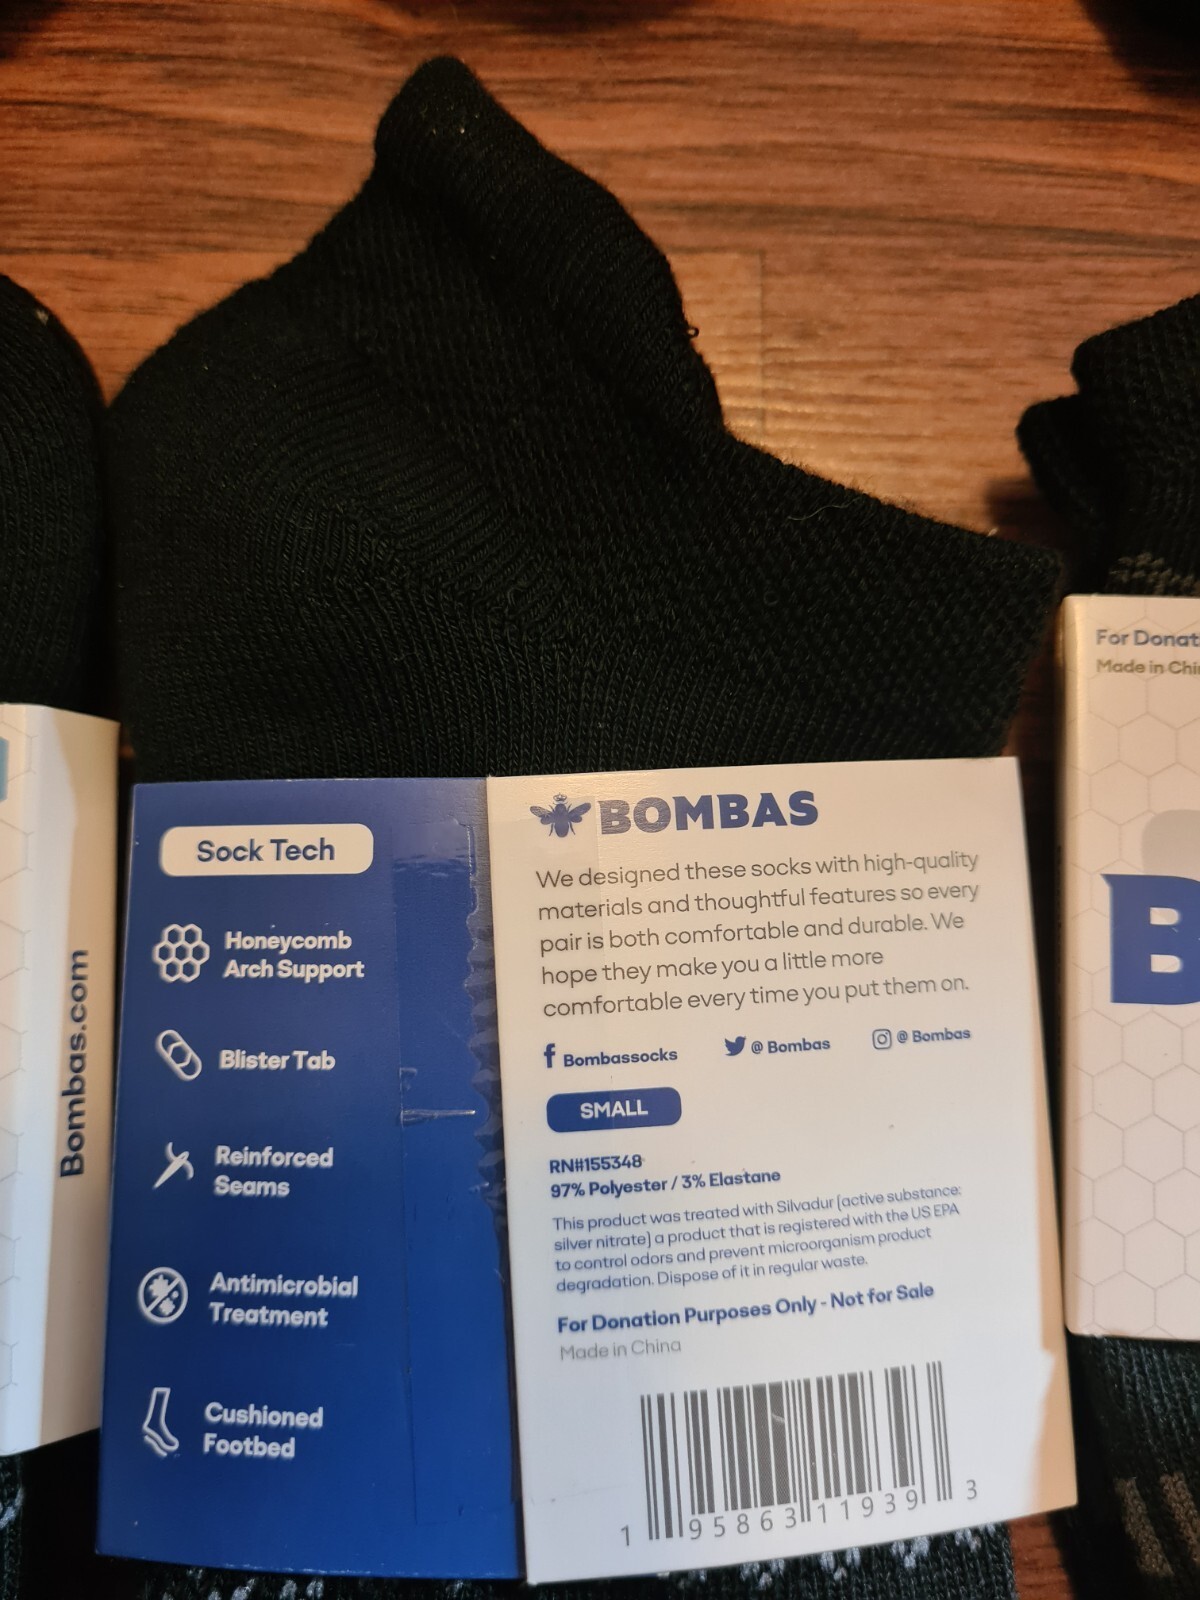 Bombas.com
Sock Tech
Honeycomb
Arch Support
Blister Tab
Reinforced
Seams
Antimicrobial
Treatment
Cushioned
Footbed
BOMBAS
We designed these socks with high-quality
materials and thoughtful features so every
pair is both comfortable and durable. We
hope they make you a little more
comfortable every time you put them on.
Bombassocks @ Bombas @ Bombas
SMALL
RN#155348
97% Polyester / 3% Elastane
This product was treated with Silvadur (active substance:
silver nitrate) a product that is registered with the US EPA
to control odors and prevent microorganism product
degradation. Dispose of it in regular waste.
For Donation Purposes Only - Not for Sale
Made in China
1 95863 11939 3
For Donat
Made in Chi
B